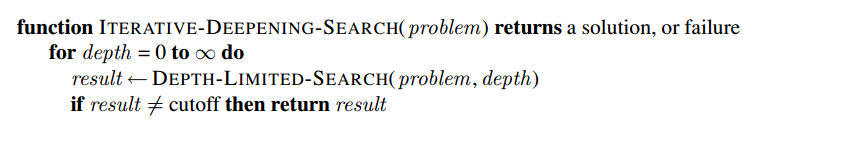 function ITERATIVE-DEEPENING-SEARCH(problem) returns a solution, or failure
for depth = 0 to ∞ do
result ← DEPTH-LIMITED-SEARCH(problem, depth)
if result ≠ cutoff then return result